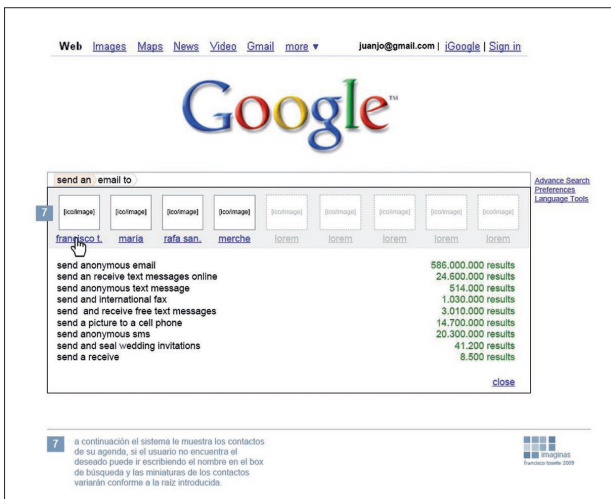 Web Images Maps News Video Gmail more ▼ juanjo@gmail.com | iGoogle | Sign in
Google™
send an email to
Advance Search
Preferences
Language Tools
7
[ico/image] [ico/image] [ico/image] [ico/image] [ico/image] [ico/image] [ico/image] [ico/image]
francisco t. maría rafa san. merche lorem lorem lorem lorem
send anonymous email 586.000.000 results
send an receive text messages online 24.600.000 results
send anonymous text message 514.000 results
send and international fax 1.030.000 results
send and receive free text messages 3.010.000 results
send a picture to a cell phone 14.700.000 results
send anonymous sms 20.300.000 results
send and seal wedding invitations 41.200 results
send a receive 8.500 results
close
7 a continuación el sistema le muestra los contactos
de su agenda, si el usuario no encuentra el
deseado puede ir escribiendo el nombre en el box
de búsqueda y las miniaturas de los contactos
variarán conforme a la raíz introducida.
imaginas
francisco tosete 2009